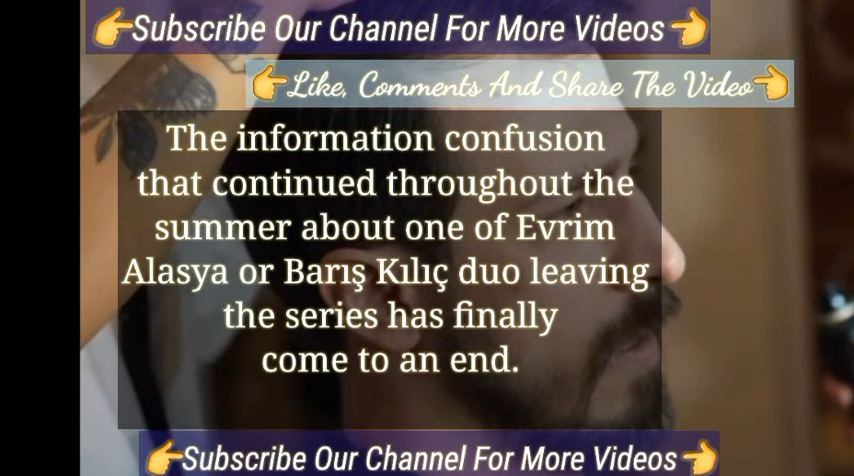 👉Subscribe Our Channel For More Videos👈
👉Like, Comments And Share The Video👈
The information confusion
that continued throughout the
summer about one of Evrim
Alasya or Barış Kılıç duo leaving
the series has finally
come to an end.
👉Subscribe Our Channel For More Videos👈